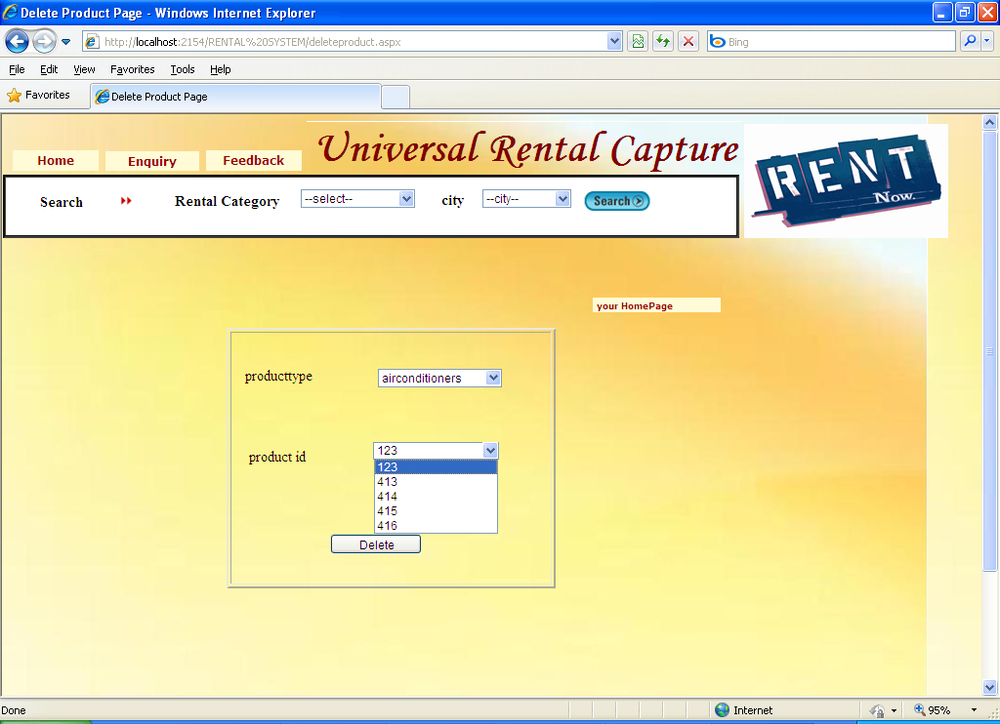 Delete Product Page - Windows Internet Explorer
http://localhost:2154/RENTAL%20SYSTEM/deleteproduct.aspx
Bing
File Edit View Favorites Tools Help
Favorites
Delete Product Page
Universal Rental Capture
Home Enquiry Feedback
RENT
Now.
Search Rental Category --select-- city --city-- Search
your HomePage
producttype airconditioners
product id 123
123
413
414
415
416
Delete
Done Internet 95%